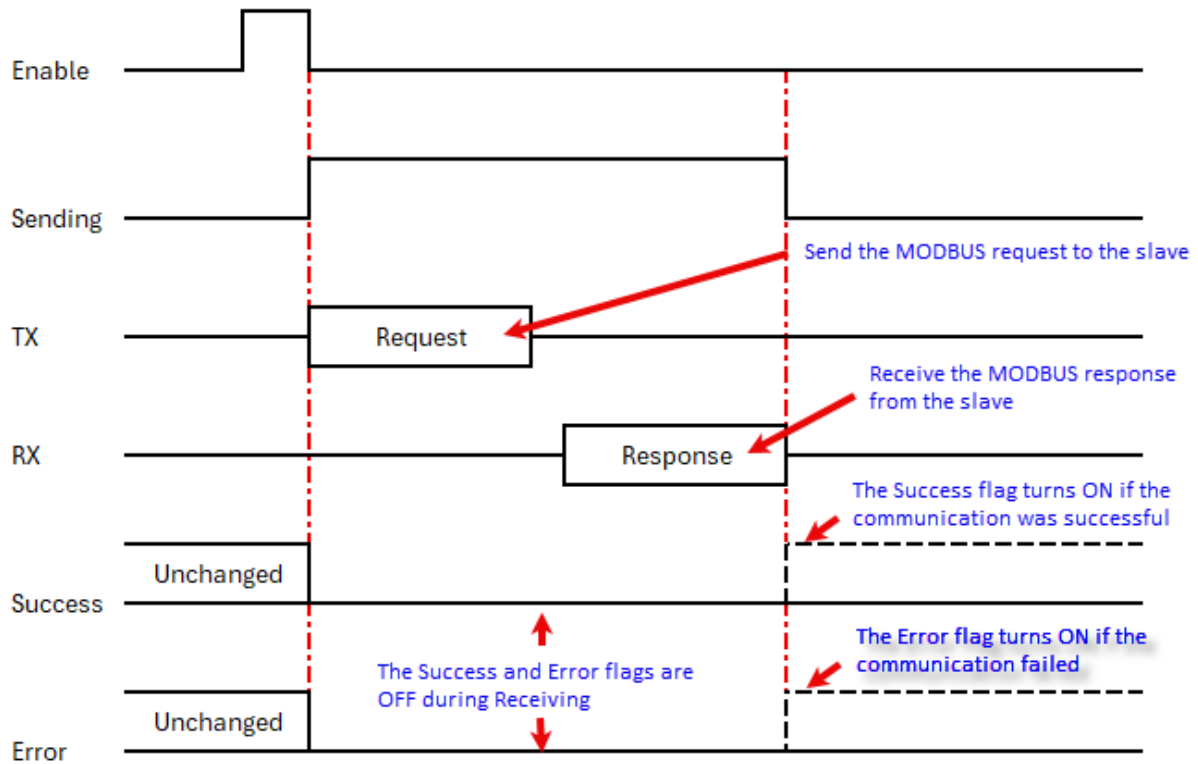 Enable
Sending
Send the MODBUS request to the slave
TX
Request
Receive the MODBUS response
from the slave
RX
Response
The Success flag turns ON if the
communication was successful
Unchanged
Success
The Error flag turns ON if the
communication failed
The Success and Error flags are
OFF during Receiving
Unchanged
Error